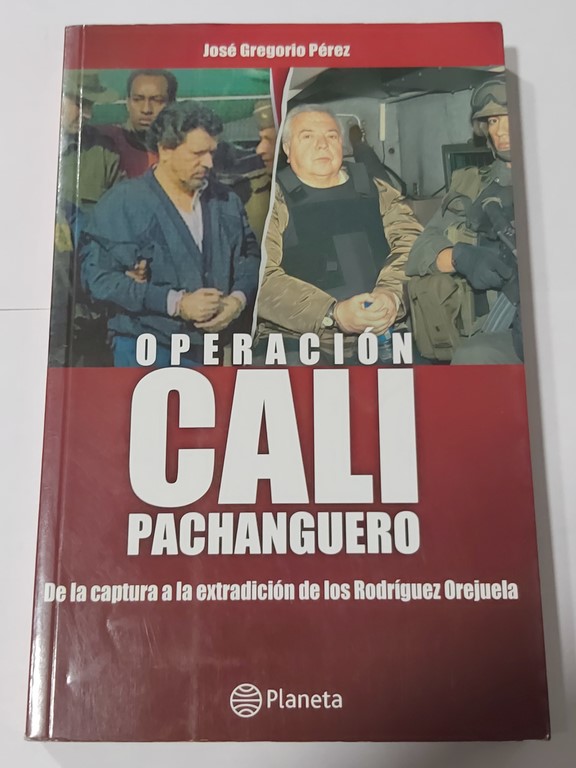 José Gregorio Pérez
OPERACIÓN
CALI
PACHANGUERO
De la captura a la extradición de los Rodríguez Orejuela
Planeta